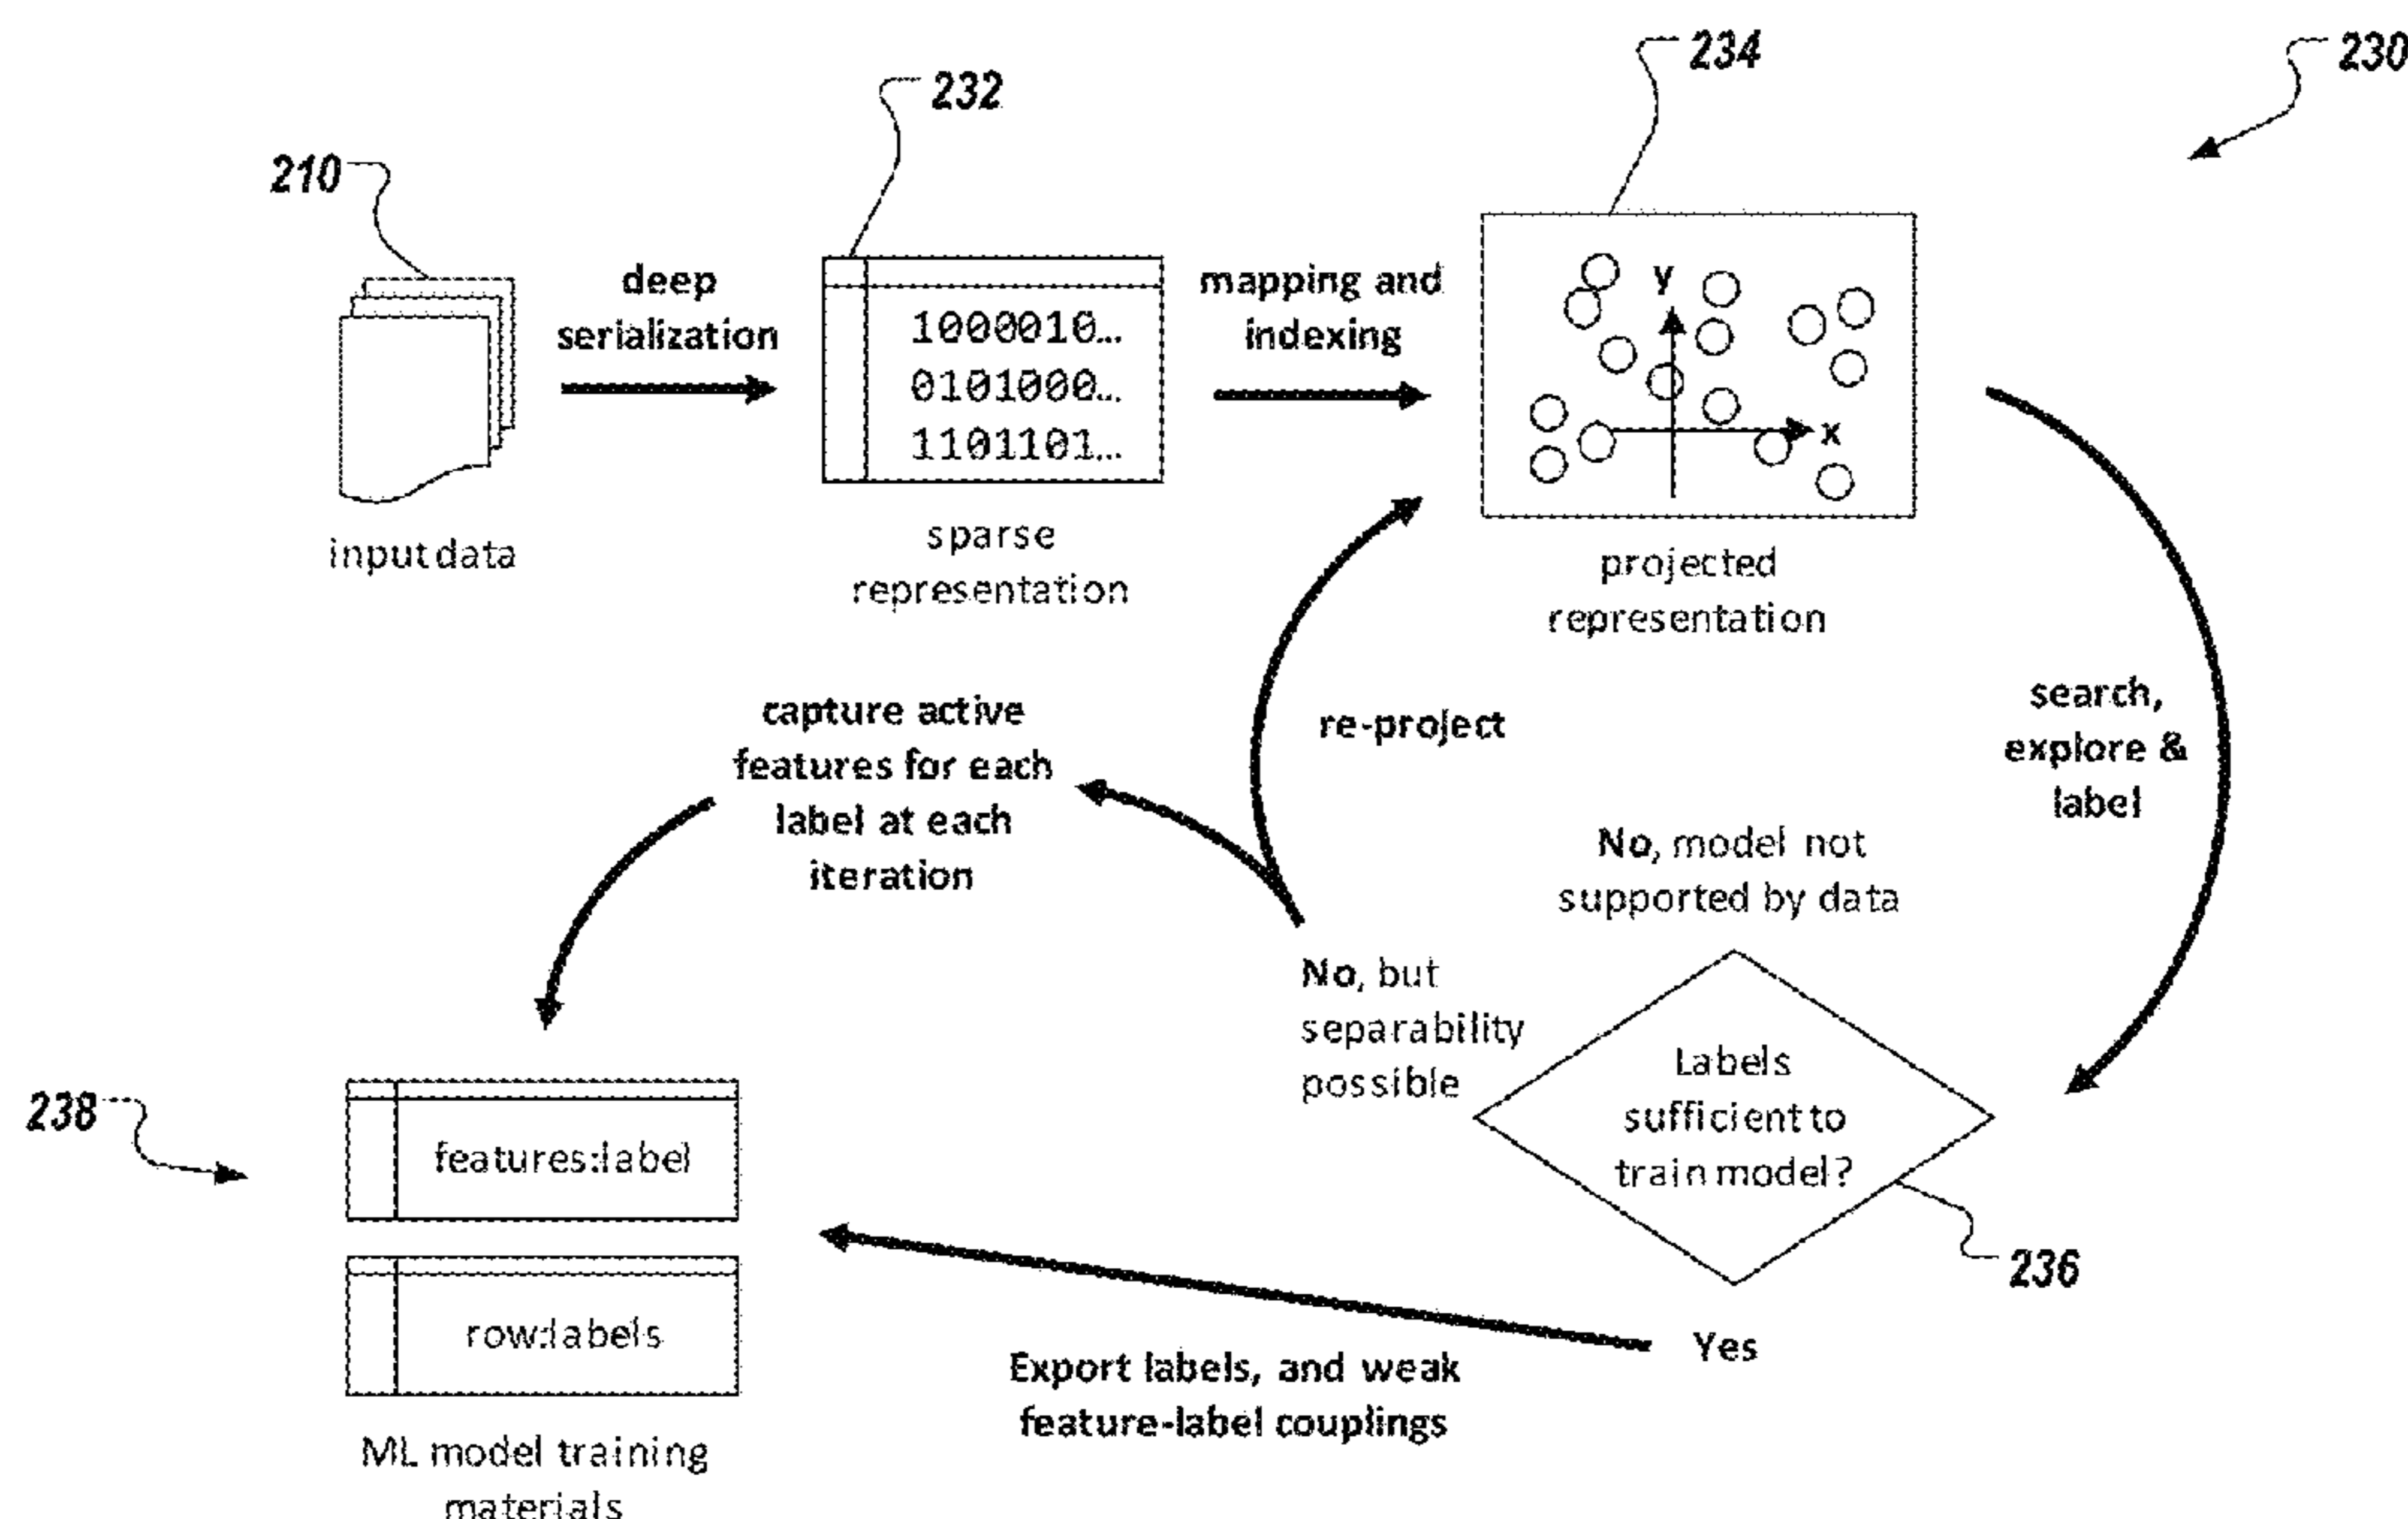 230
234
232
210
deep
serialization
1000010...
0101000...
1101101...
mapping and
indexing
y
x
input data
sparse
representation
projected
representation
search,
explore &
label
re-project
capture active
features for each
label at each
iteration
No, model not
supported by data
No, but
separability
possible
Labels
sufficient to
train model?
236
Yes
Export labels, and weak
feature-label couplings
238
features:label
row:labels
ML model training
materials